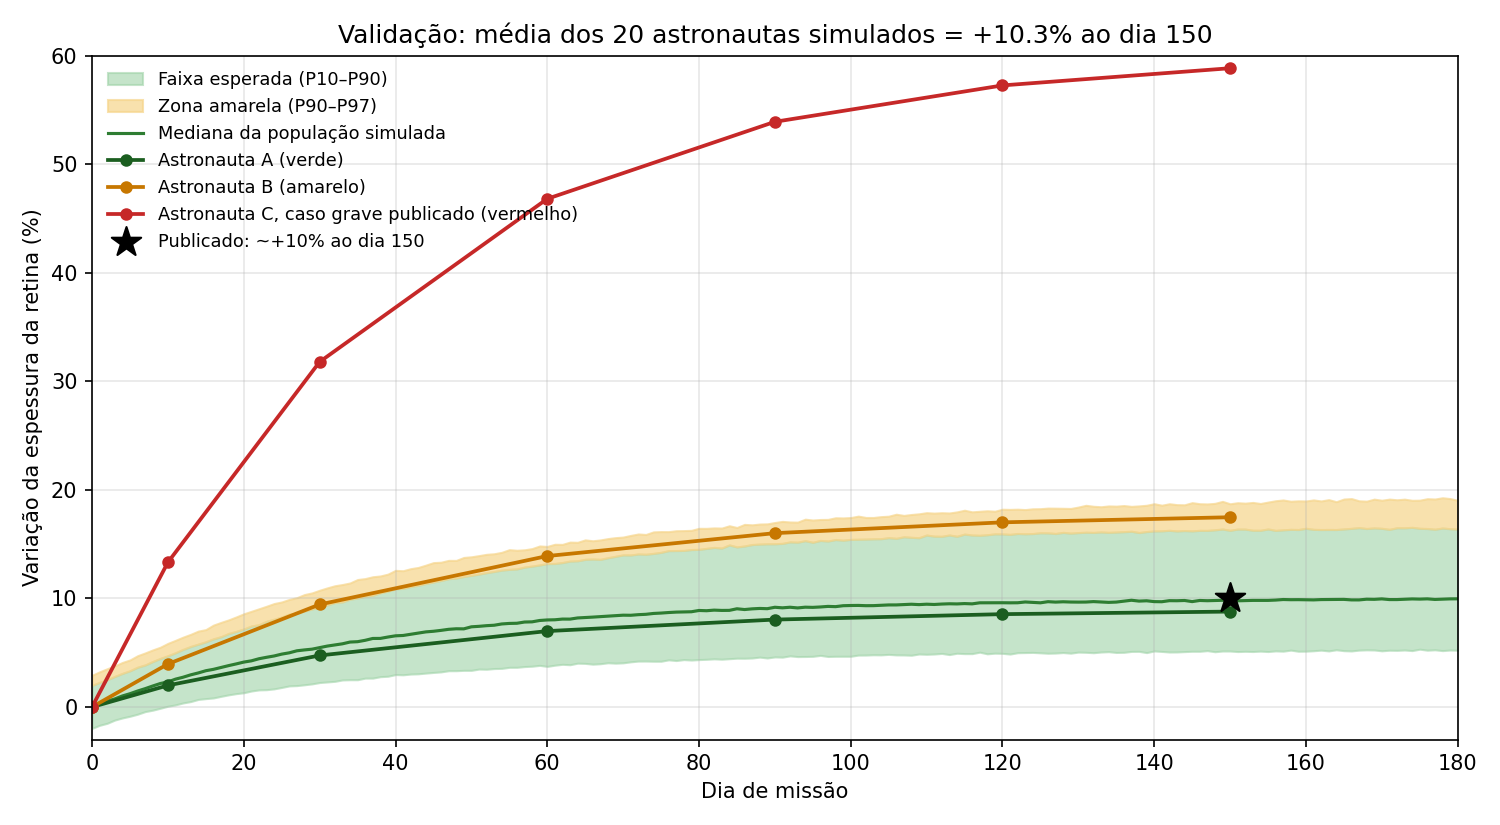 Validação: média dos 20 astronautas simulados = +10.3% ao dia 150
Faixa esperada (P10–P90)
Zona amarela (P90–P97)
Mediana da população simulada
Astronauta A (verde)
Astronauta B (amarelo)
Astronauta C, caso grave publicado (vermelho)
Publicado: ~+10% ao dia 150
Variação da espessura da retina (%)
60
50
40
30
20
10
0
0 20 40 60 80 100 120 140 160 180
Dia de missão